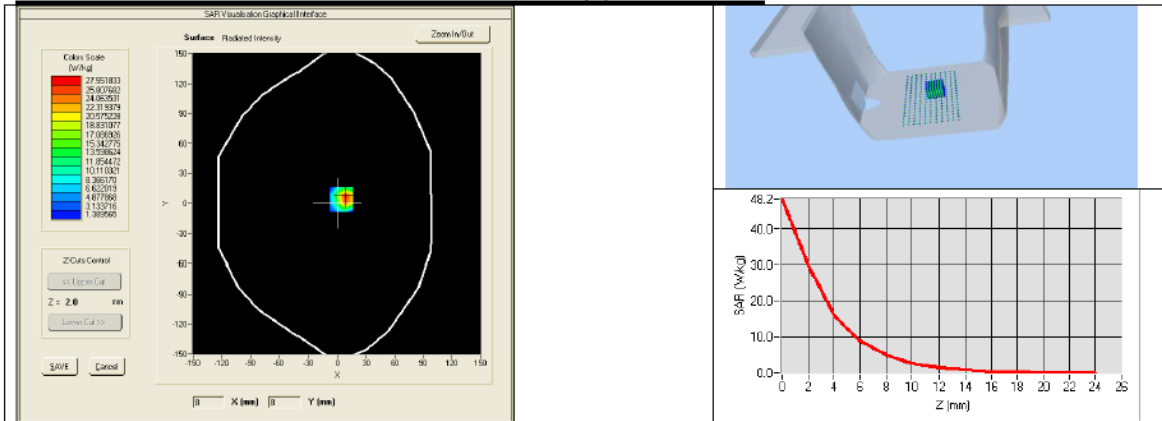 SAR Visualisation Graphical Interface
Surface Radiated Intensity
Zoom In/Out
Colors Scale
(W/kg)
27.551833
25.807682
24.063531
22.319379
20.575228
18.831077
17.086926
15.342775
13.598624
11.854472
10.110321
8.366170
6.622019
4.877868
3.133716
1.389565
Z-Cuts Control
<< Upper Cut
Z = 2.0 mm
Lower Cut >>
SAVE Cancel
150
120
90
60
30
0
-30
-60
-90
-120
-150
Y
-150 -120 -90 -60 -30 0 30 60 90 120 150
X
8 X (mm) 8 Y (mm)
48.2
40.0
30.0
20.0
10.0
0.0
SAR (W/kg)
0 2 4 6 8 10 12 14 16 18 20 22 24 26
Z (mm)